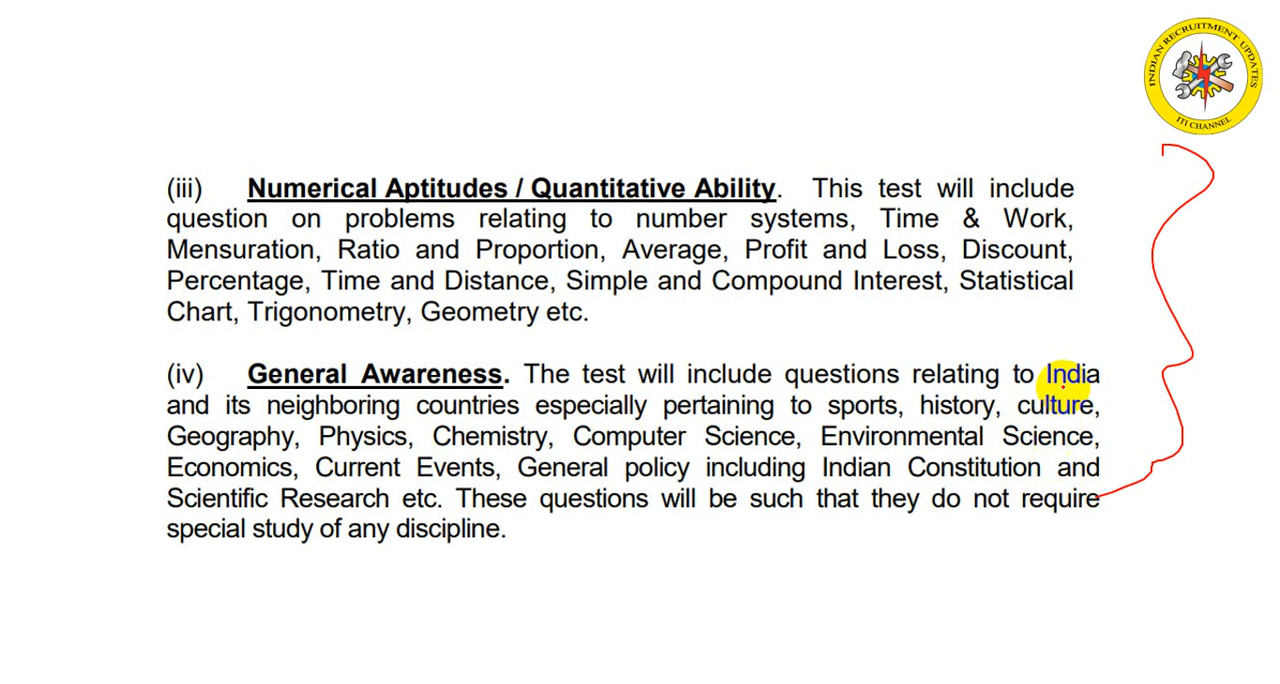 INDIAN RECRUITMENT UPDATES
ITI CHANNEL
(iii) Numerical Aptitudes / Quantitative Ability. This test will include
question on problems relating to number systems, Time & Work,
Mensuration, Ratio and Proportion, Average, Profit and Loss, Discount,
Percentage, Time and Distance, Simple and Compound Interest, Statistical
Chart, Trigonometry, Geometry etc.
(iv) General Awareness. The test will include questions relating to India
and its neighboring countries especially pertaining to sports, history, culture,
Geography, Physics, Chemistry, Computer Science, Environmental Science,
Economics, Current Events, General policy including Indian Constitution and
Scientific Research etc. These questions will be such that they do not require
special study of any discipline.